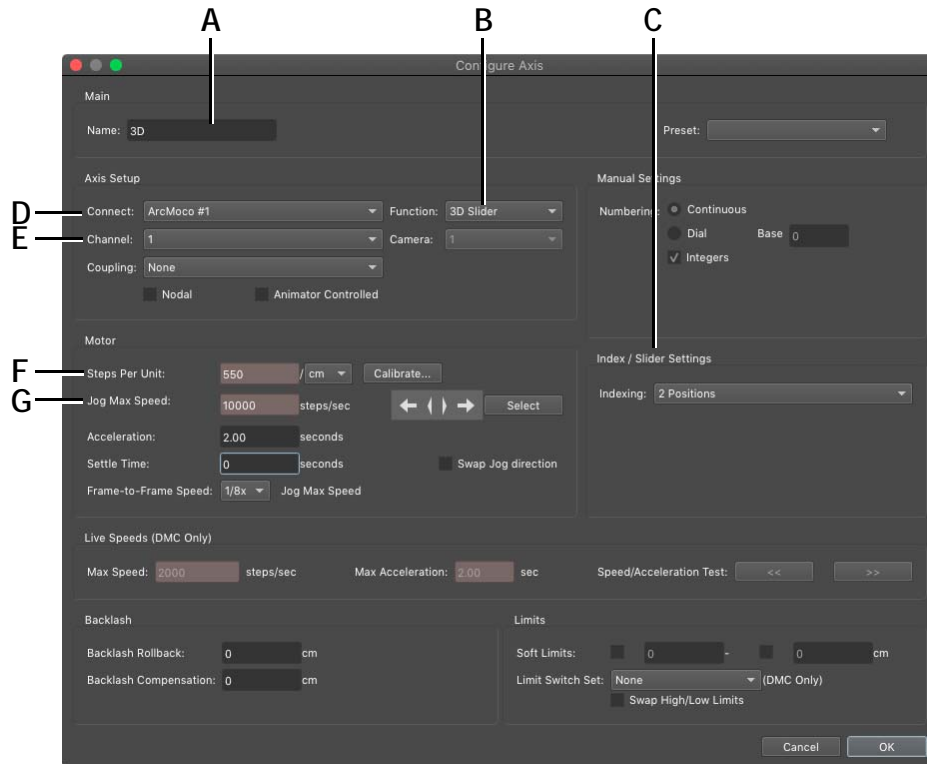 A B C
Configure Axis
Main
Name: 3D Preset:
Axis Setup Manual Settings
D Connect: ArcMoco #1 Function: 3D Slider Numbering: Continuous
E Channel: 1 Camera: 1 Dial Base 0
Coupling: None Integers
Nodal Animator Controlled
Motor Index / Slider Settings
F Steps Per Unit: 550 / cm Calibrate... Indexing: 2 Positions
G Jog Max Speed: 10000 steps/sec Select
Acceleration: 2.00 seconds
Settle Time: 0 seconds Swap Jog direction
Frame-to-Frame Speed: 1/8x Jog Max Speed
Live Speeds (DMC Only)
Max Speed: 2000 steps/sec Max Acceleration: 2.00 sec Speed/Acceleration Test: << >>
Backlash Limits
Backlash Rollback: 0 cm Soft Limits: 0 - 0 cm
Backlash Compensation: 0 cm Limit Switch Set: None (DMC Only)
Swap High/Low Limits
Cancel OK